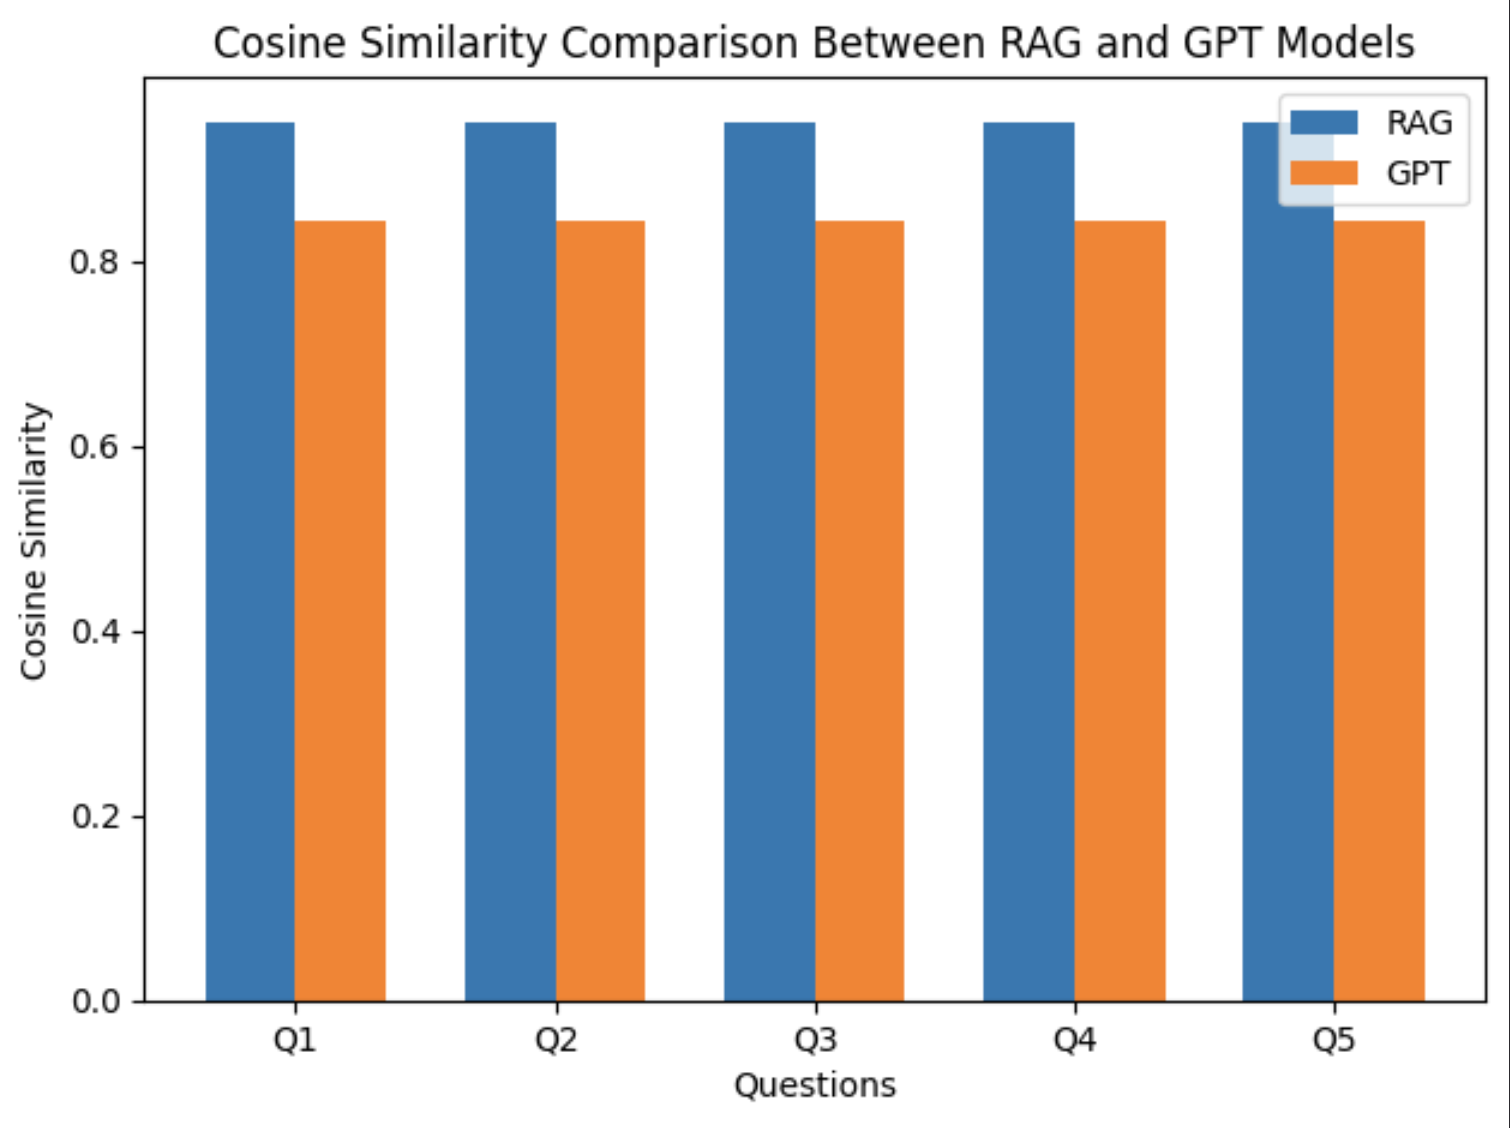 Cosine Similarity Comparison Between RAG and GPT Models
RAG
GPT
Cosine Similarity
0.8
0.6
0.4
0.2
0.0
Q1 Q2 Q3 Q4 Q5
Questions